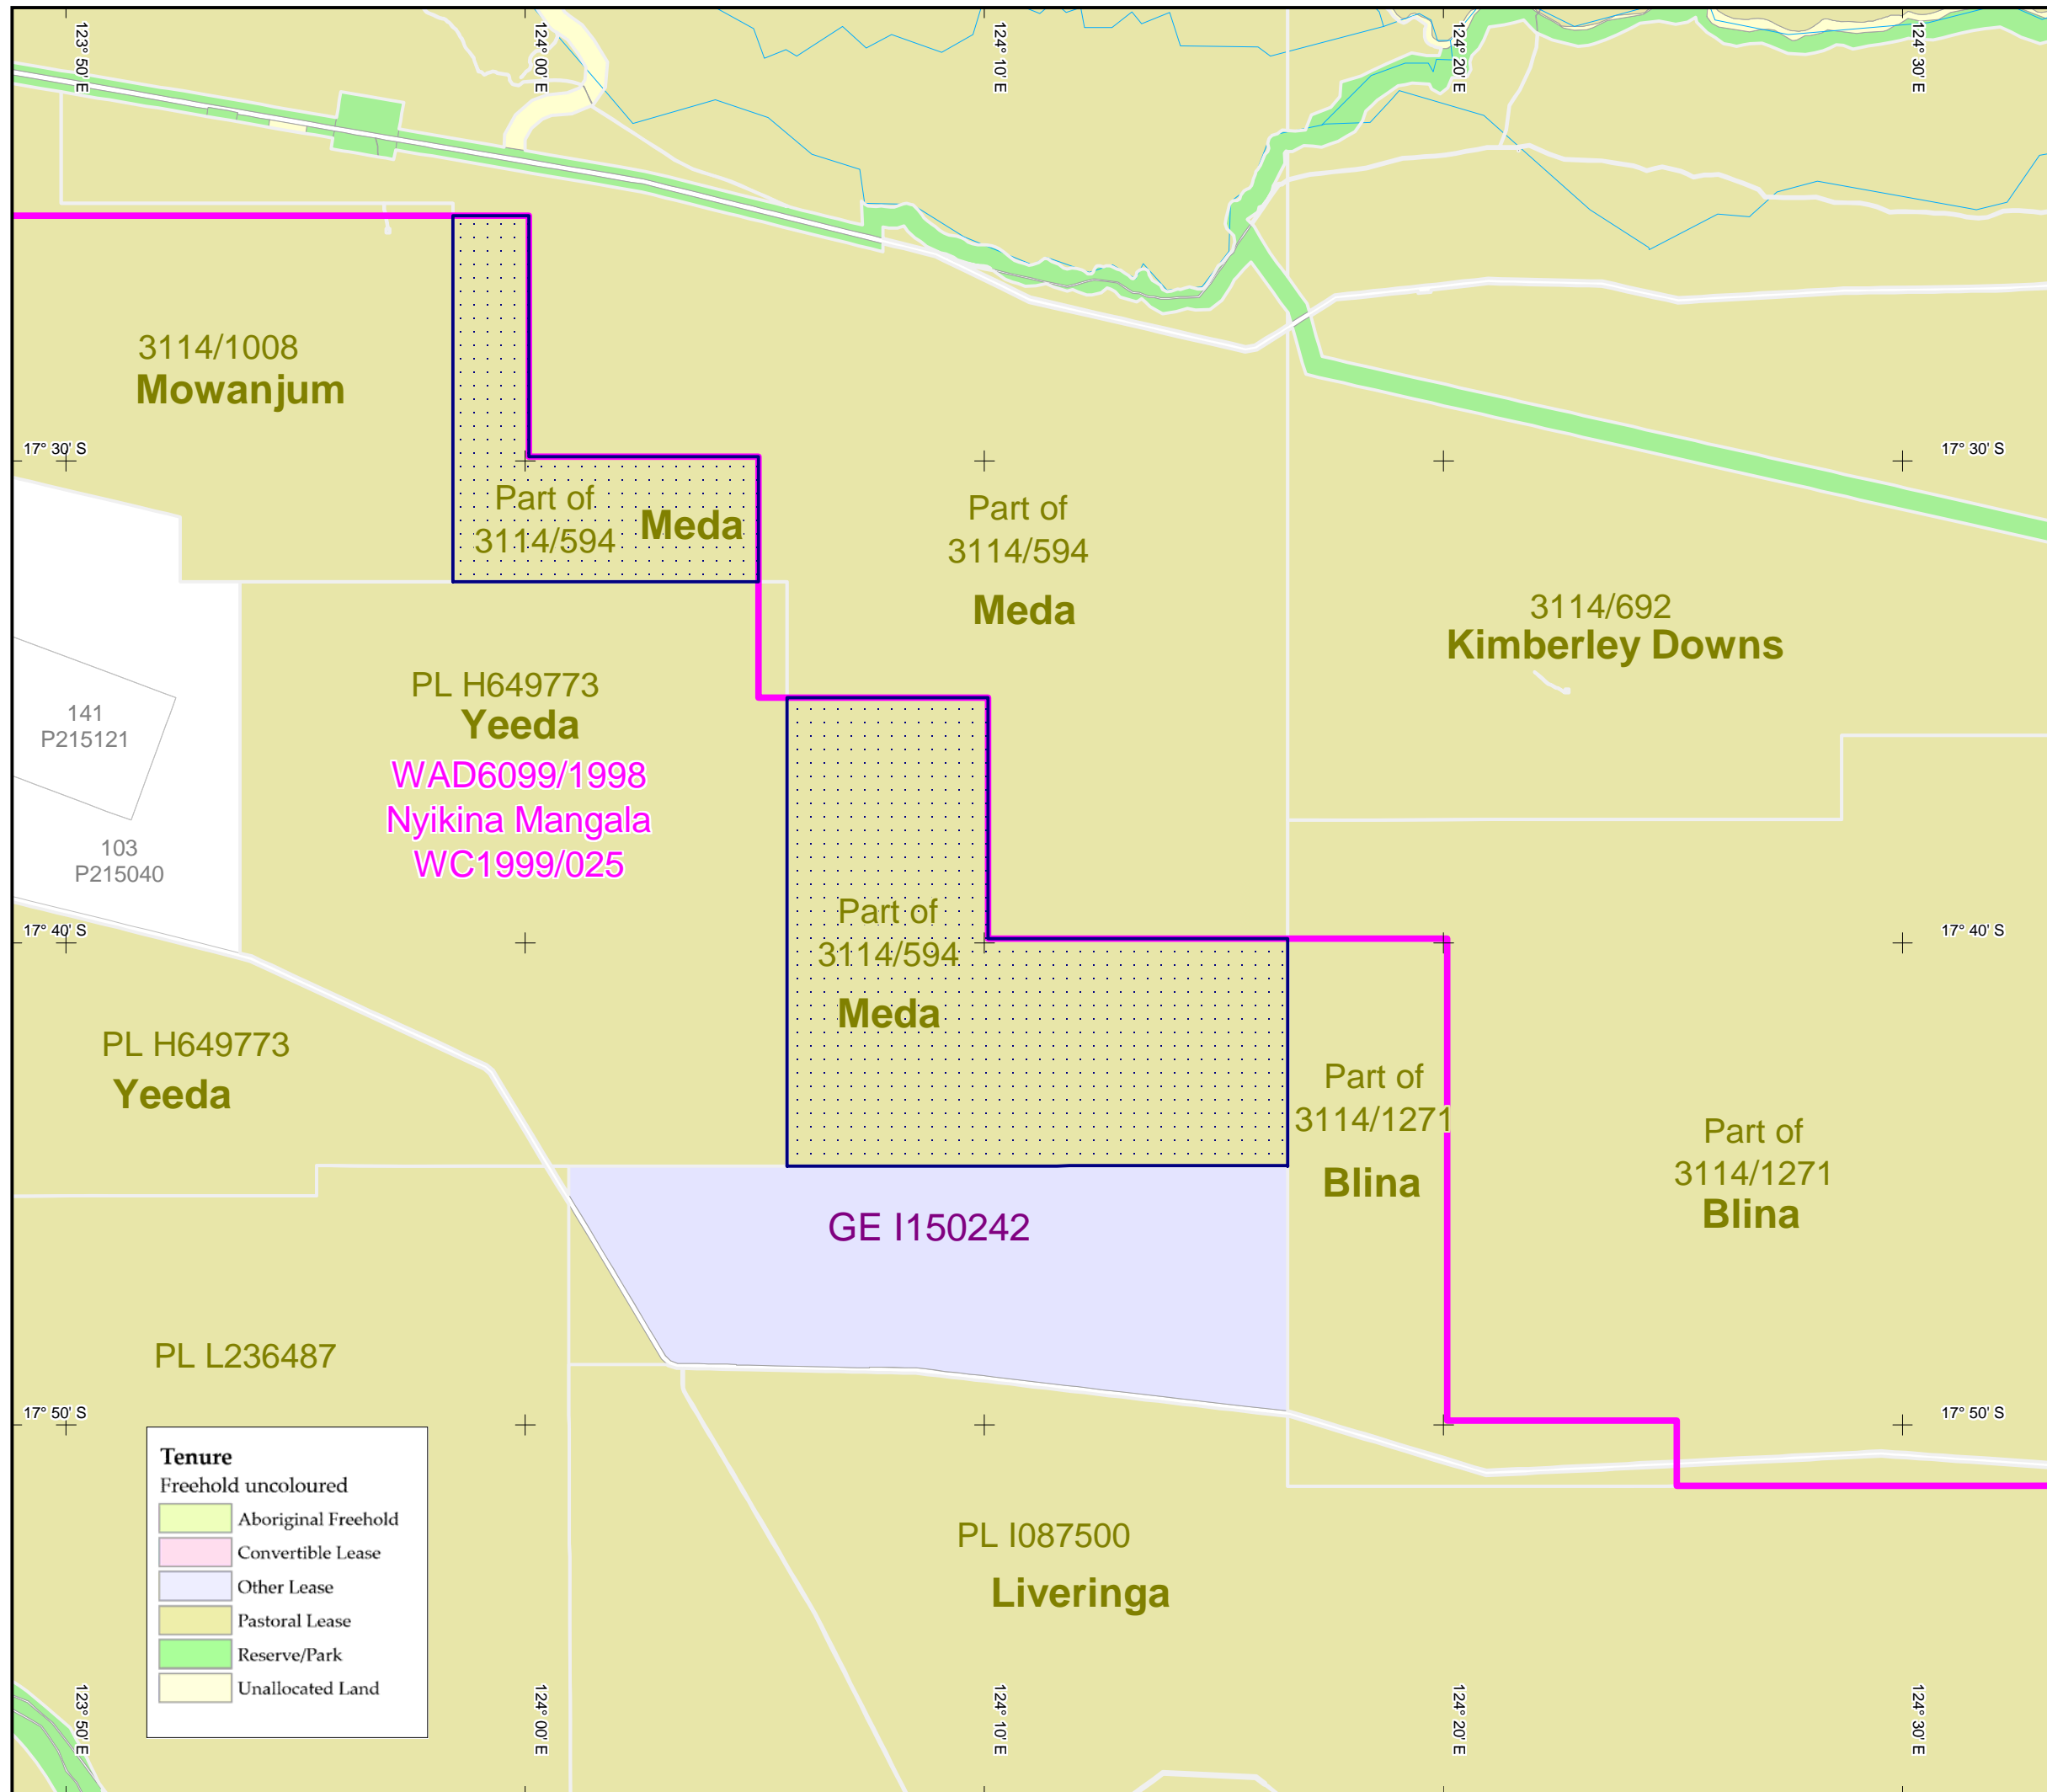 123° 50' E
124° 00' E
124° 10' E
124° 20' E
124° 30' E
3114/1008
Mowanjum
17° 30' S
17° 30' S
Part of
3114/594
Meda
Part of
3114/594
Meda
3114/692
Kimberley Downs
PL H649773
Yeeda
WAD6099/1998
Nyikina Mangala
WC1999/025
141
P215121
103
P215040
Part of
3114/594
Meda
17° 40' S
17° 40' S
PL H649773
Yeeda
Part of
3114/1271
Blina
Part of
3114/1271
Blina
GE I150242
PL L236487
17° 50' S
17° 50' S
Tenure
Freehold uncoloured
Aboriginal Freehold
Convertible Lease
Other Lease
Pastoral Lease
Reserve/Park
Unallocated Land
PL I087500
Liveringa
123° 50' E
124° 00' E
124° 10' E
124° 20' E
124° 30' E